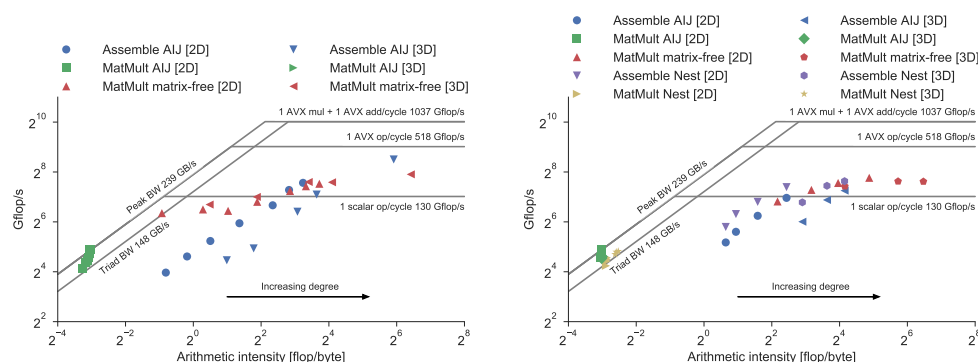 Assemble AIJ [2D]
MatMult AIJ [2D]
MatMult matrix-free [2D]
Assemble AIJ [3D]
MatMult AIJ [3D]
MatMult matrix-free [3D]
2^10
2^8
2^6
2^4
2^2
Gflop/s
1 AVX mul + 1 AVX add/cycle 1037 Gflop/s
1 AVX op/cycle 518 Gflop/s
1 scalar op/cycle 130 Gflop/s
Peak BW 239 GB/s
Triad BW 148 GB/s
Increasing degree
2^−4
2^−2
2^0
2^2
2^4
2^6
2^8
Arithmetic intensity [flop/byte]
Assemble AIJ [2D]
MatMult AIJ [2D]
MatMult matrix-free [2D]
Assemble Nest [2D]
MatMult Nest [2D]
Assemble AIJ [3D]
MatMult AIJ [3D]
MatMult matrix-free [3D]
Assemble Nest [3D]
MatMult Nest [3D]
2^10
2^8
2^6
2^4
2^2
Gflop/s
1 AVX mul + 1 AVX add/cycle 1037 Gflop/s
1 AVX op/cycle 518 Gflop/s
1 scalar op/cycle 130 Gflop/s
Peak BW 239 GB/s
Triad BW 148 GB/s
Increasing degree
2^−4
2^−2
2^0
2^2
2^4
2^6
2^8
Arithmetic intensity [flop/byte]